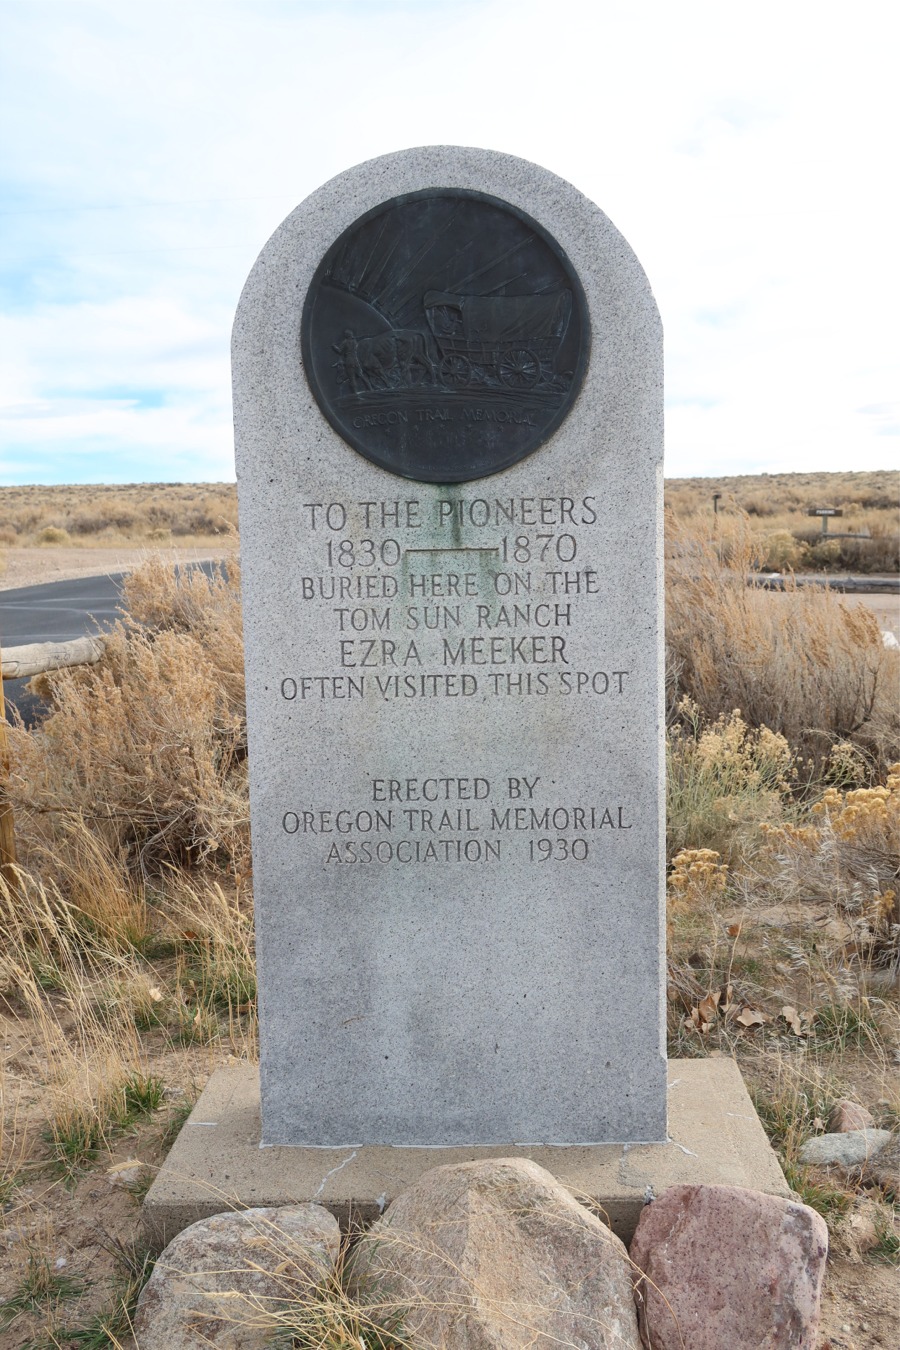 OREGON TRAIL MEMORIAL
TO THE PIONEERS
1830 — 1870
BURIED HERE ON THE
TOM SUN RANCH
EZRA MEEKER
OFTEN VISITED THIS SPOT
ERECTED BY
OREGON TRAIL MEMORIAL
ASSOCIATION 1930